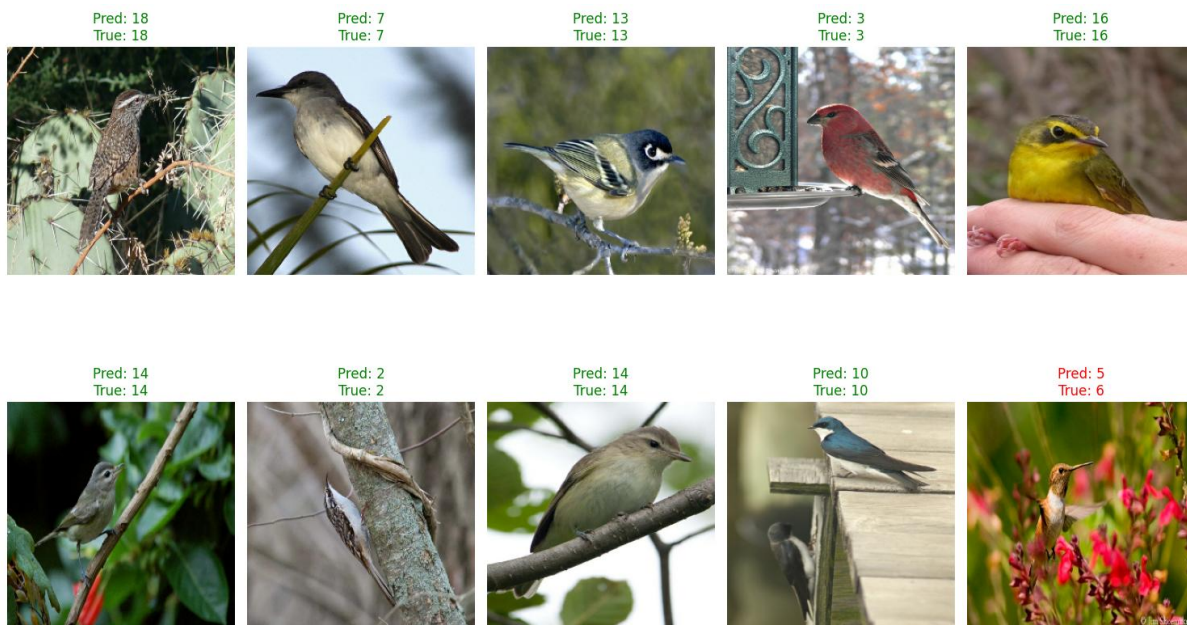 Pred: 18
True: 18
Pred: 7
True: 7
Pred: 13
True: 13
Pred: 3
True: 3
Pred: 16
True: 16
Pred: 14
True: 14
Pred: 2
True: 2
Pred: 14
True: 14
Pred: 10
True: 10
Pred: 5
True: 6